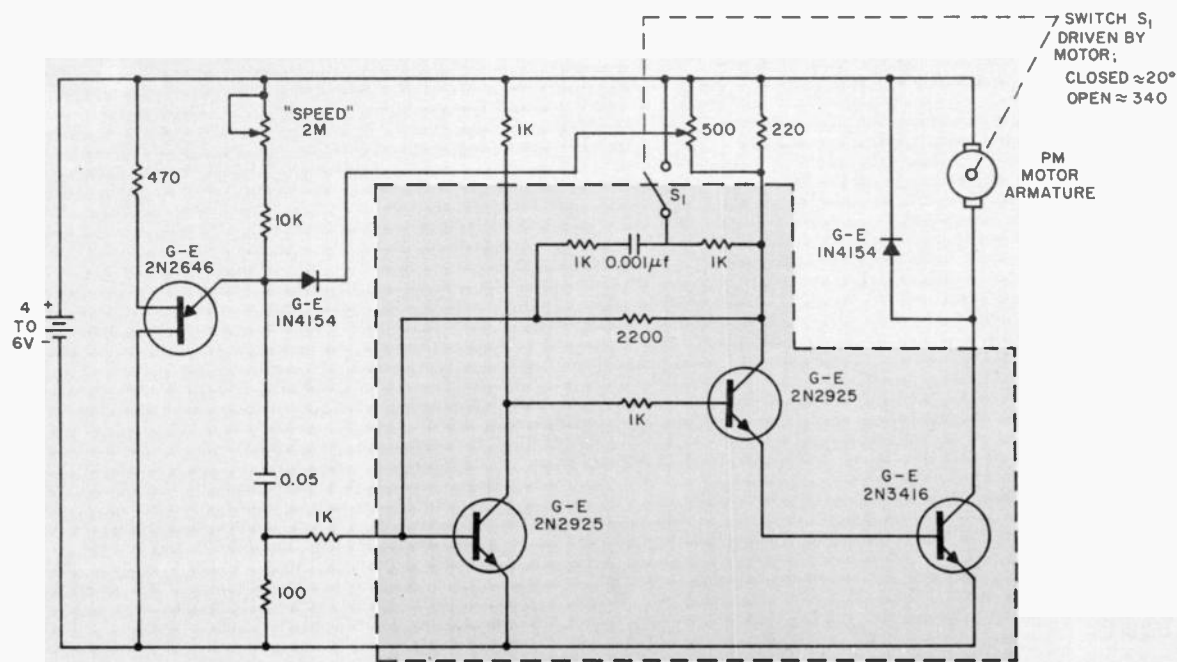 SWITCH S1
DRIVEN BY
MOTOR;
CLOSED ≈20°
OPEN ≈ 340
"SPEED"
2M
1K
500
220
470
10K
S1
PM
MOTOR
ARMATURE
G-E
2N2646
G-E
1N4154
1K
0.001μf
1K
G-E
1N4154
4
TO
6V
+
-
2200
G-E
2N2925
1K
0.05
1K
G-E
2N2925
G-E
2N3416
100